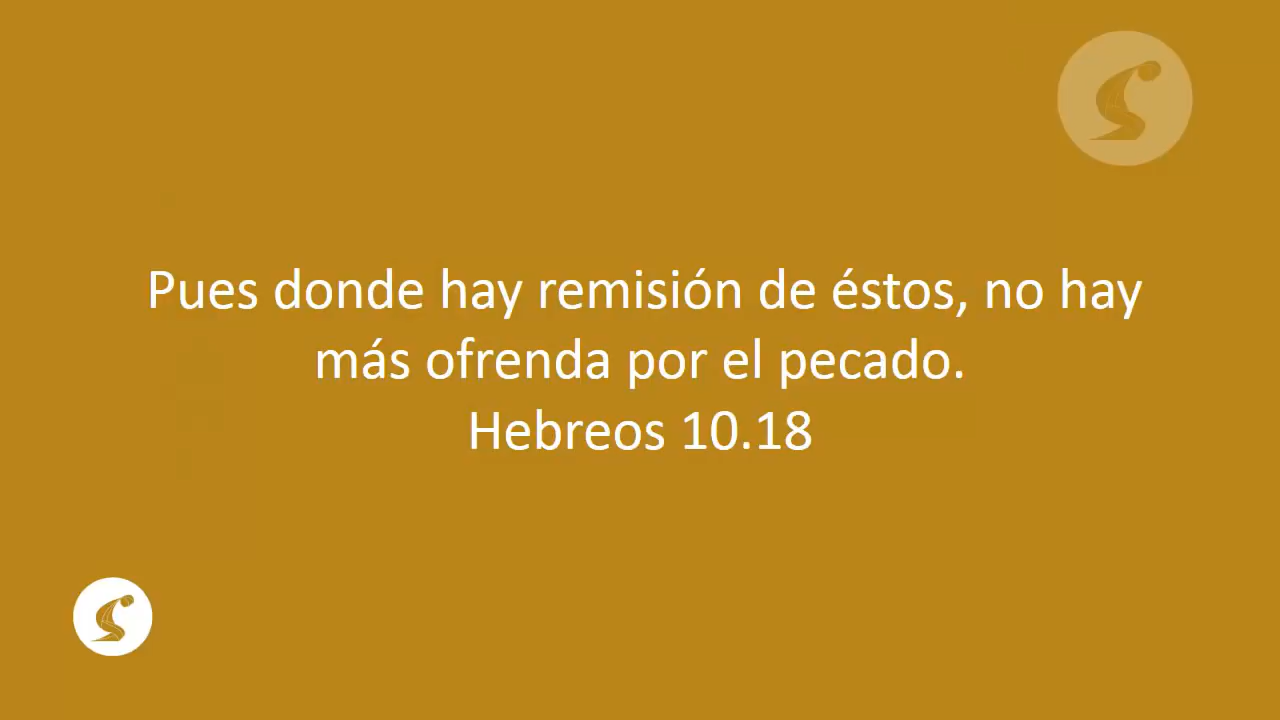 Pues donde hay remisión de éstos, no hay
más ofrenda por el pecado.
Hebreos 10.18